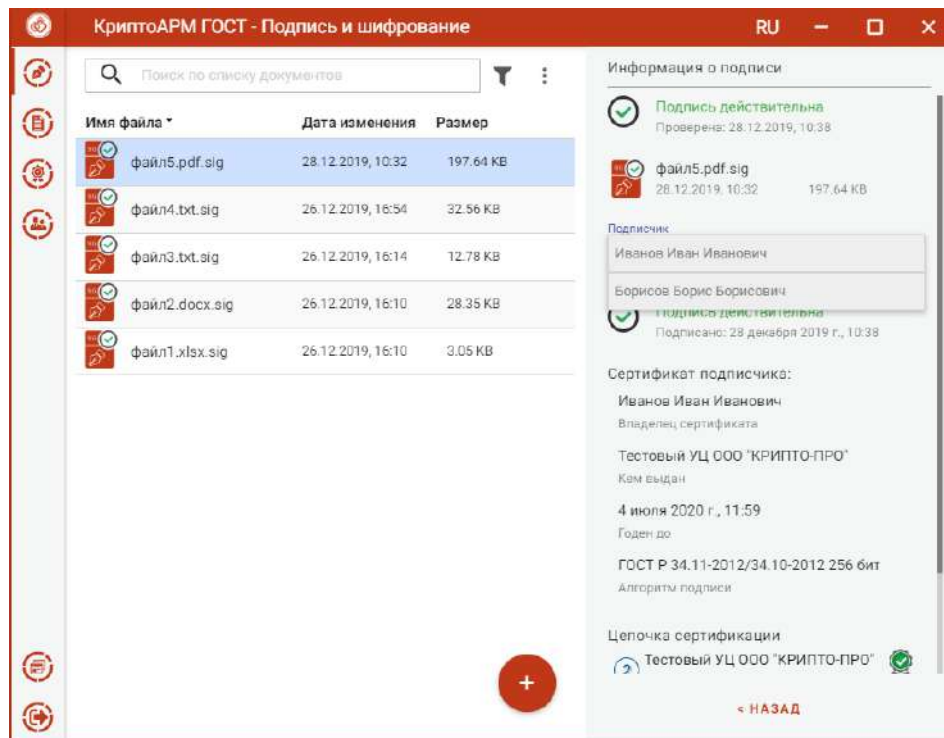 КриптоАРМ ГОСТ - Подпись и шифрование RU
Поиск по списку документов
Имя файла Дата изменения Размер
файл5.pdf.sig 28.12.2019, 10:32 197.64 KB
файл4.txt.sig 26.12.2019, 16:54 32.56 KB
файл3.txt.sig 26.12.2019, 16:14 12.78 KB
файл2.docx.sig 26.12.2019, 16:10 28.35 KB
файл1.xlsx.sig 26.12.2019, 16:10 3.05 KB
Информация о подписи
Подпись действительна
Проверена: 28.12.2019, 10:38
файл5.pdf.sig
28.12.2019, 10:32 197.64 KB
Подписчик
Иванов Иван Иванович
Борисов Борис Борисович
Подпись действительна
Подписано: 28 декабря 2019 г., 10:38
Сертификат подписчика:
Иванов Иван Иванович
Владелец сертификата
Тестовый УЦ ООО "КРИПТО-ПРО"
Кем выдан
4 июля 2020 г., 11:59
Годен до
ГОСТ Р 34.11-2012/34.10-2012 256 бит
Алгоритм подписи
Цепочка сертификации
Тестовый УЦ ООО "КРИПТО-ПРО"
< НАЗАД